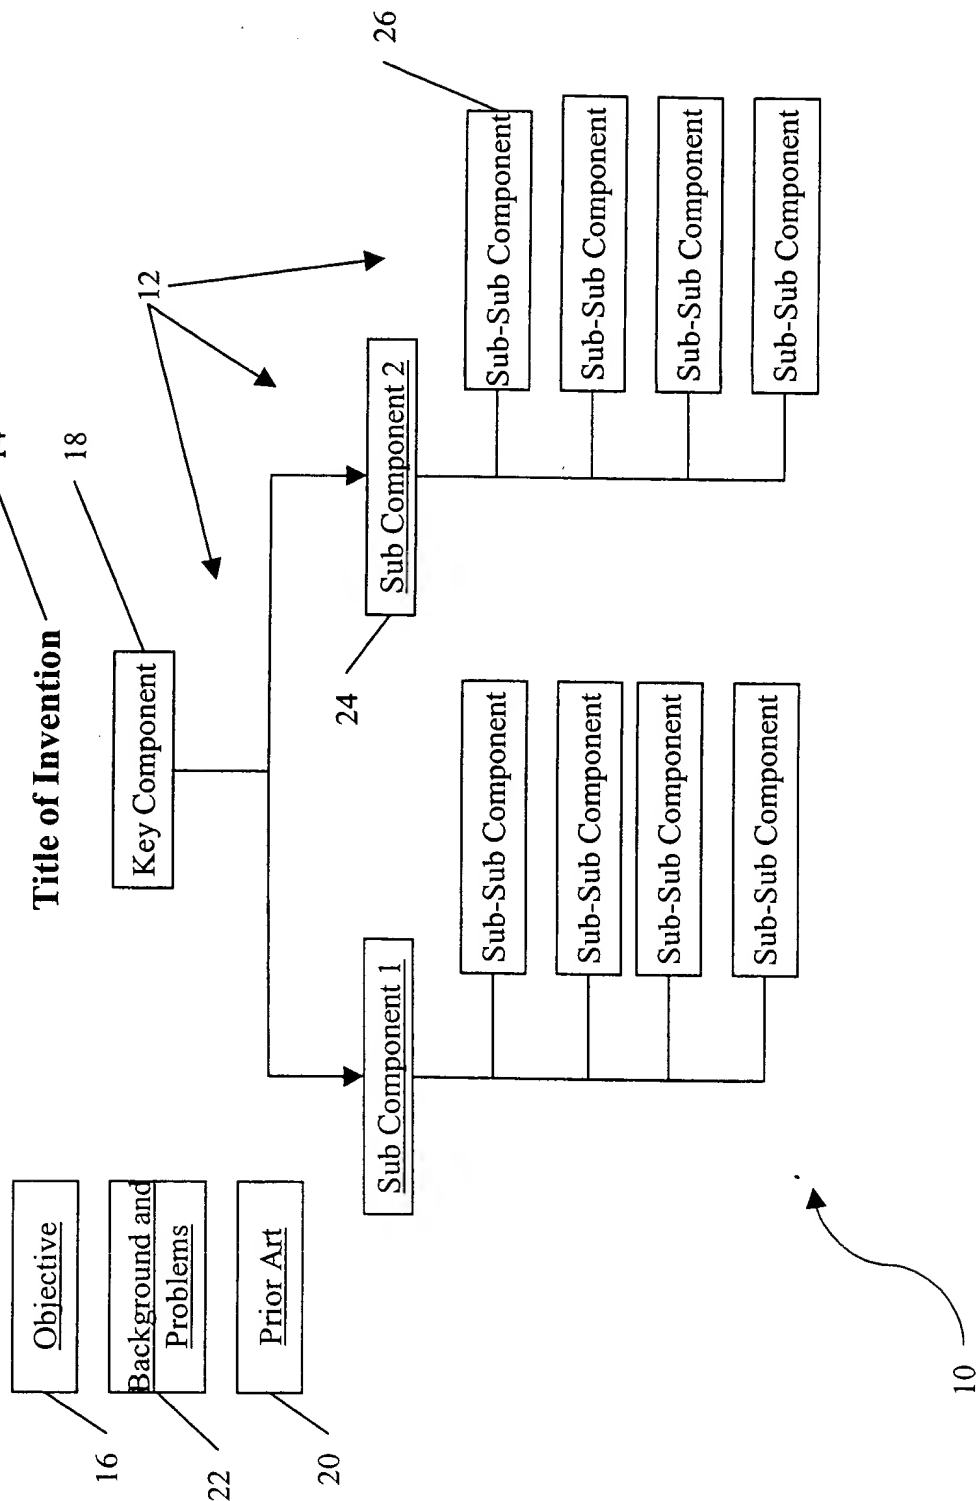 Title of Invention
Objective
16
Background and
Problems
22
Prior Art
20
Key Component
18
12
Sub Component 1
Sub Component 2
24
Sub-Sub Component
Sub-Sub Component
Sub-Sub Component
Sub-Sub Component
Sub-Sub Component
26
Sub-Sub Component
Sub-Sub Component
Sub-Sub Component
10